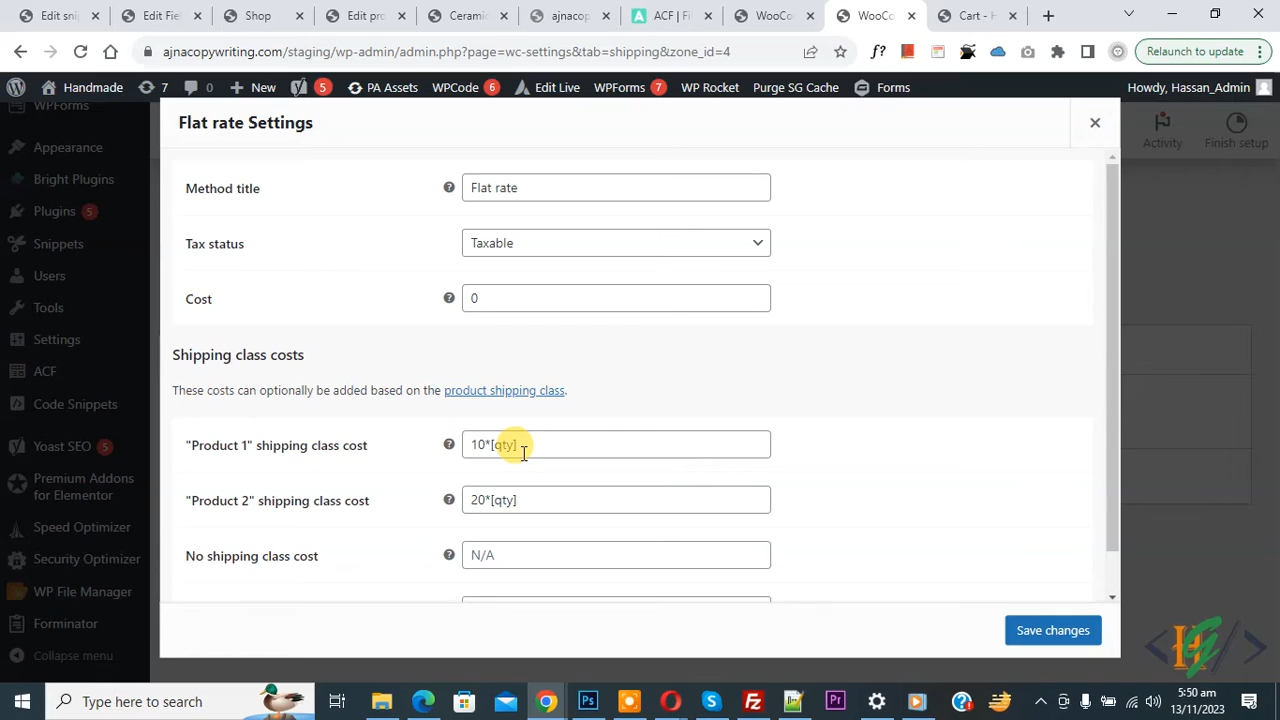 Edit snip
Edit Fiel
Shop
Edit pro
Ceramic
ajnacop
ACF | Fi
WooCo
WooCo
Cart - H
ajnacopywriting.com/staging/wp-admin/admin.php?page=wc-settings&tab=shipping&zone_id=4
Relaunch to update
Handmade
7
0
New
5
PA Assets
WPCode 6
Edit Live
WPForms 7
WP Rocket
Purge SG Cache
Forms
Howdy, Hassan_Admin
WPForms
Appearance
Bright Plugins
Plugins 5
Snippets
Users
Tools
Settings
ACF
Code Snippets
Yoast SEO 5
Premium Addons
for Elementor
Speed Optimizer
Security Optimizer
WP File Manager
Forminator
Collapse menu
Flat rate Settings
Activity
Finish setup
Method title
Flat rate
Tax status
Taxable
Cost
0
Shipping class costs
These costs can optionally be added based on the product shipping class.
"Product 1" shipping class cost
10*[qty]
"Product 2" shipping class cost
20*[qty]
No shipping class cost
N/A
Save changes
Type here to search
5:50 am
13/11/2023